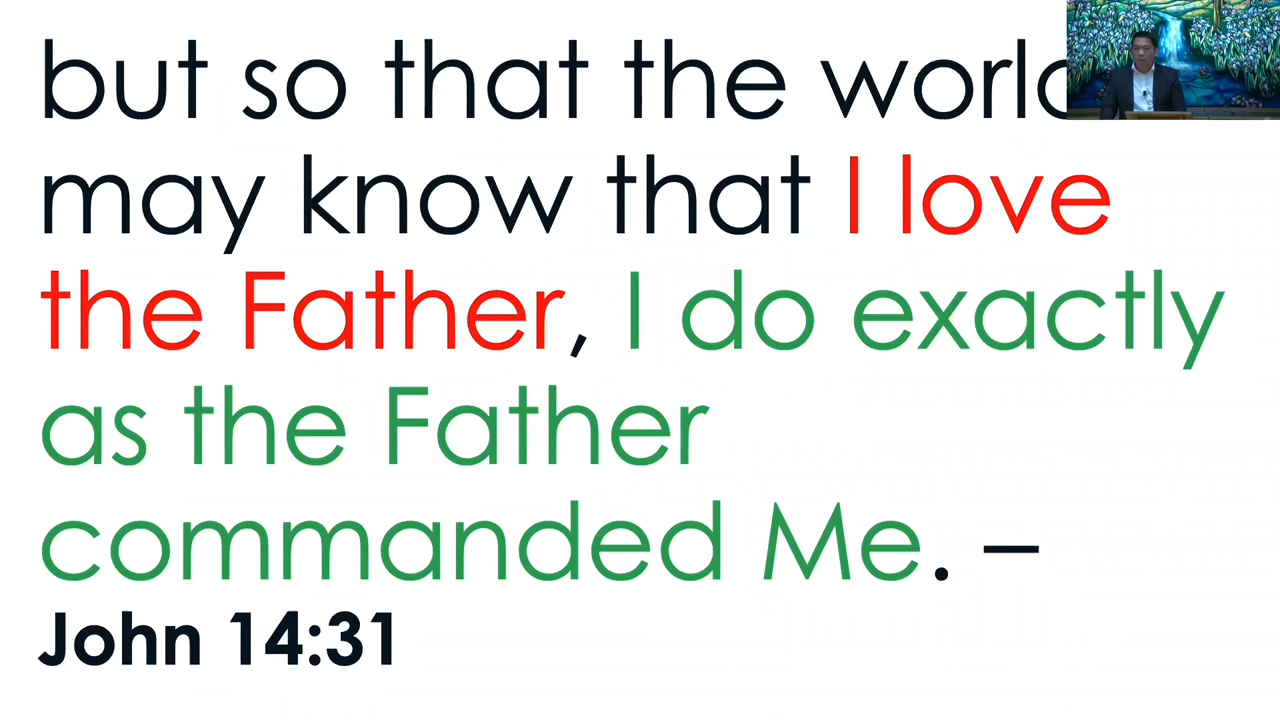 but so that the world
may know that I love
the Father, I do exactly
as the Father
commanded Me. –
John 14:31